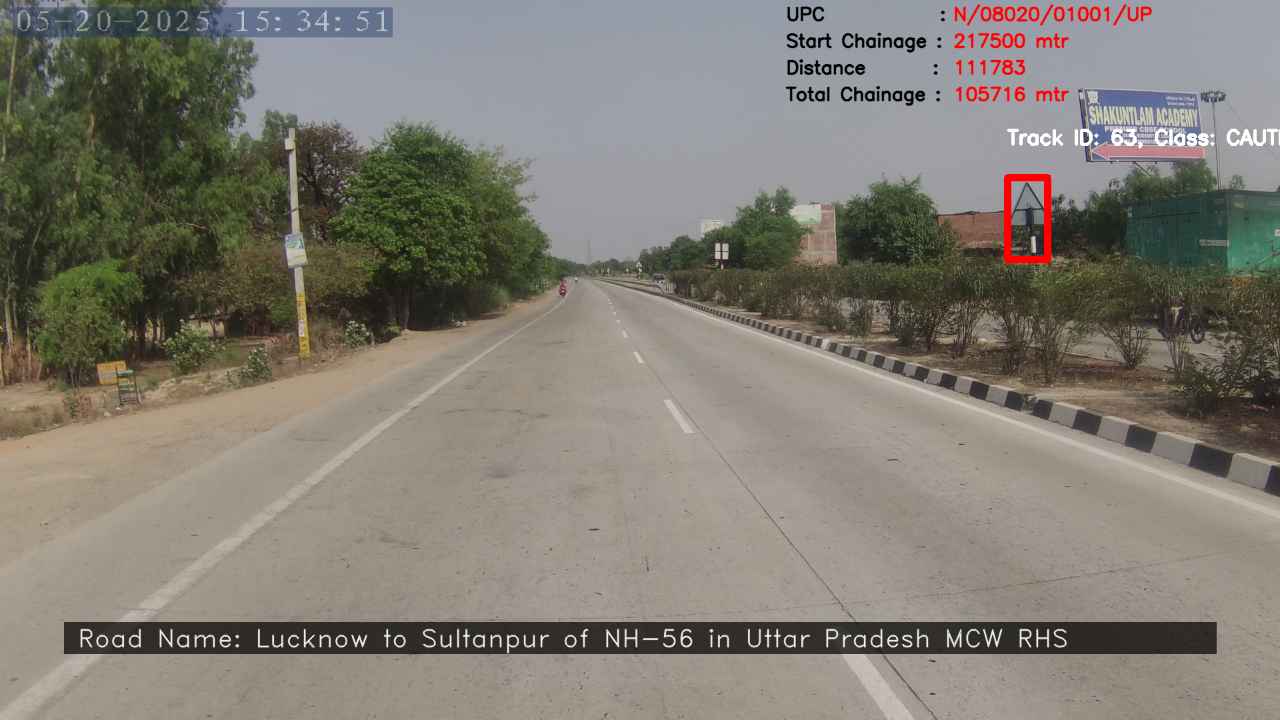 05-20-2025 15:34:51
UPC : N/08020/01001/UP
Start Chainage : 217500 mtr
Distance : 111783
Total Chainage : 105716 mtr
SHAKUNTLAM ACADEMY
Track ID: 63, Class: CAUTI
Road Name: Lucknow to Sultanpur of NH-56 in Uttar Pradesh MCW RHS